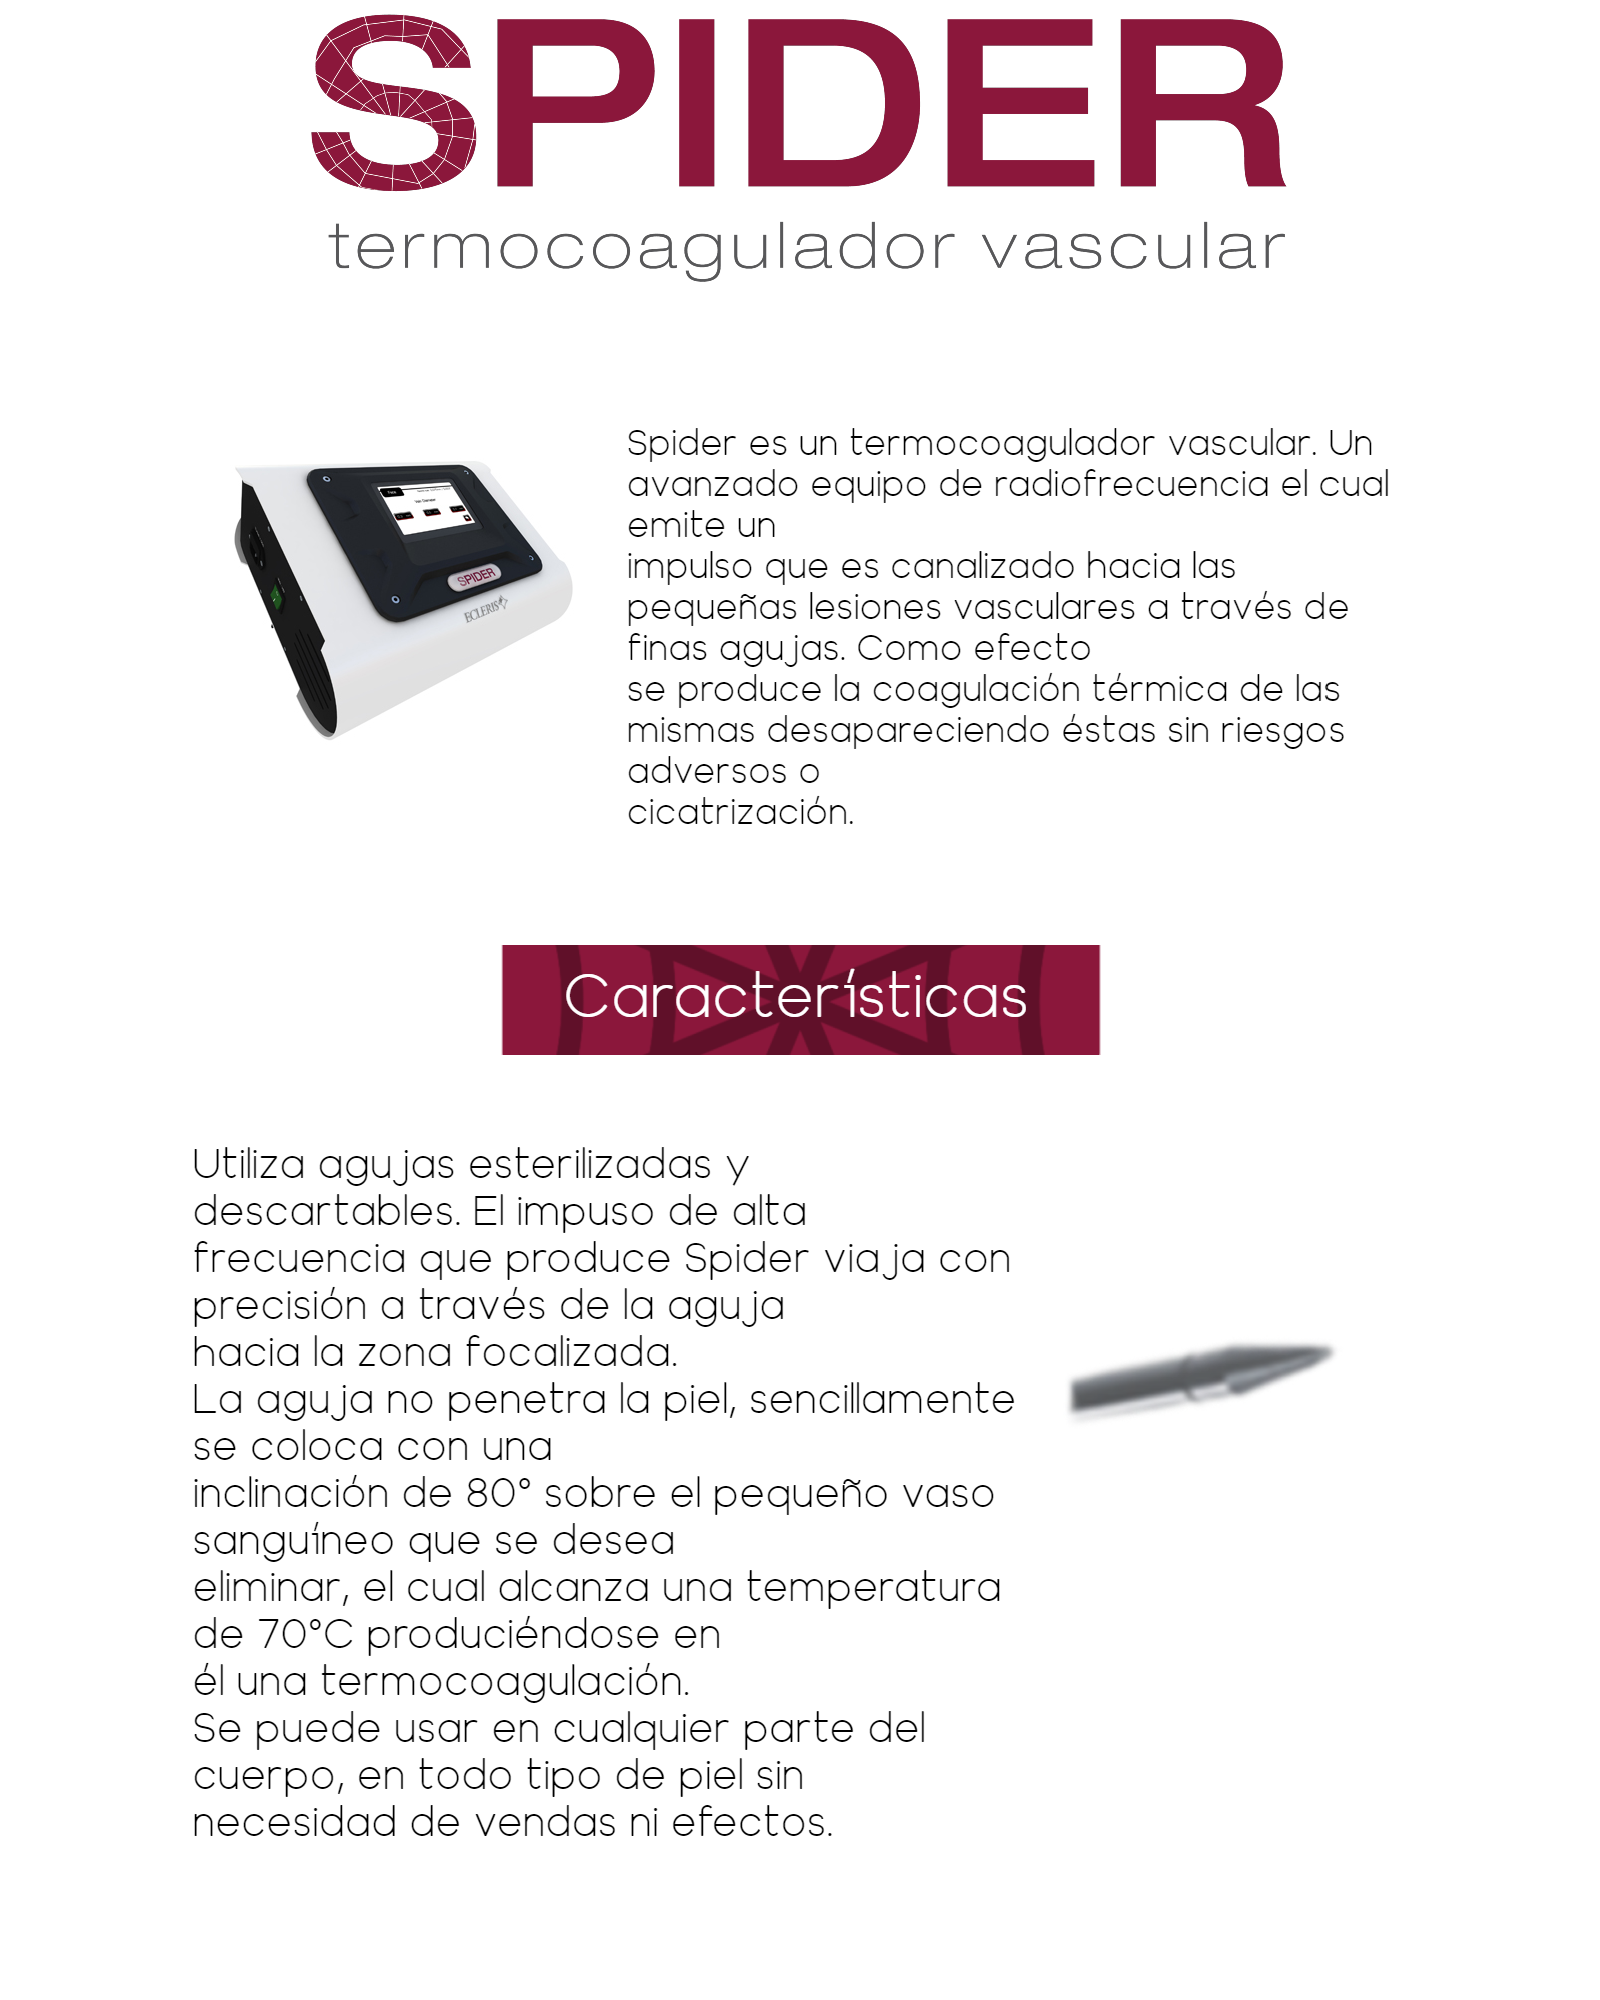 SPIDER
termocoagulador vascular
Spider es un termocoagulador vascular. Un
avanzado equipo de radiofrecuencia el cual
emite un
impulso que es canalizado hacia las
pequeñas lesiones vasculares a través de
finas agujas. Como efecto
se produce la coagulación térmica de las
mismas desapareciendo éstas sin riesgos
adversos o
cicatrización.
SPIDER
ECLERIS
Características
Utiliza agujas esterilizadas y
descartables. El impuso de alta
frecuencia que produce Spider viaja con
precisión a través de la aguja
hacia la zona focalizada.
La aguja no penetra la piel, sencillamente
se coloca con una
inclinación de 80° sobre el pequeño vaso
sanguíneo que se desea
eliminar, el cual alcanza una temperatura
de 70°C produciéndose en
él una termocoagulación.
Se puede usar en cualquier parte del
cuerpo, en todo tipo de piel sin
necesidad de vendas ni efectos.